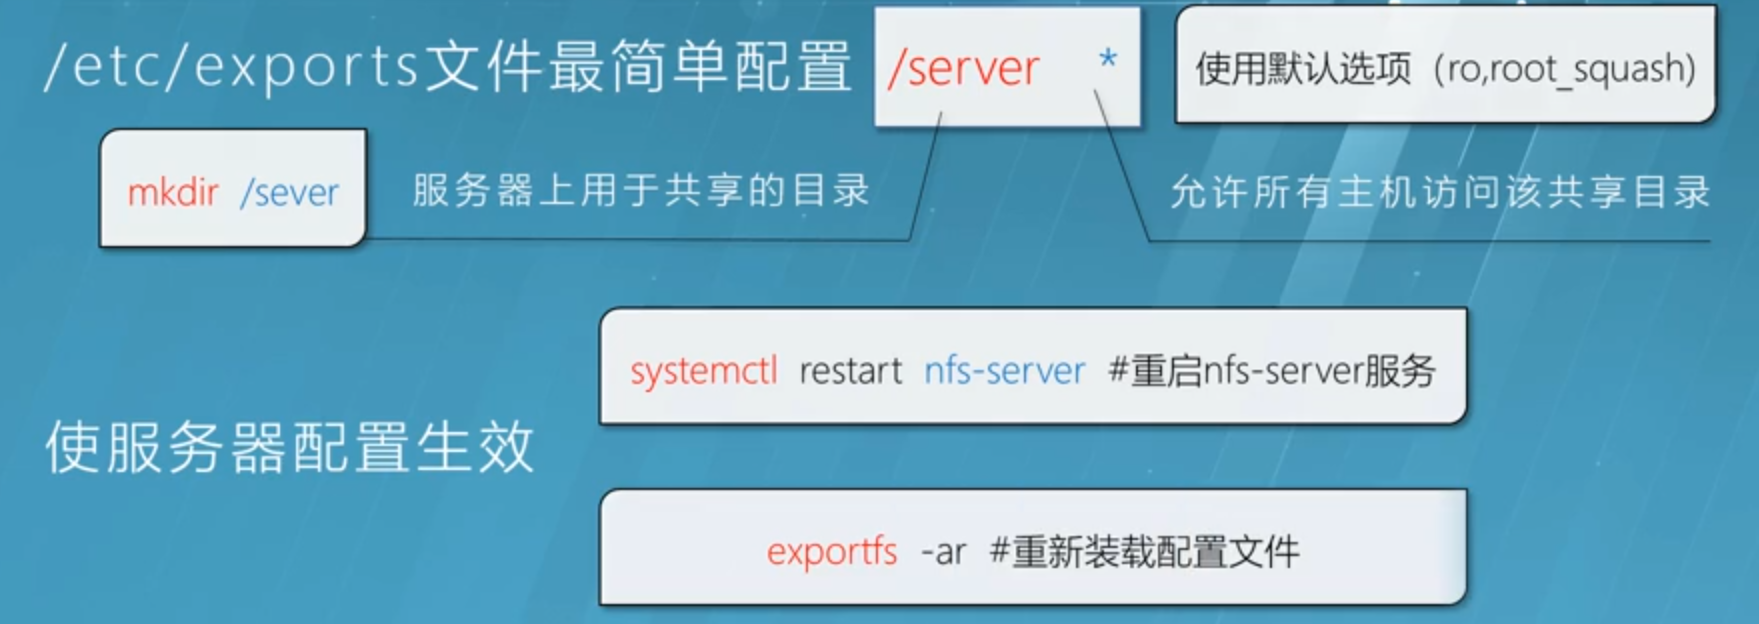 /etc/exports文件最简单配置 /server * 使用默认选项（ro,root_squash)
mkdir /sever 服务器上用于共享的目录 允许所有主机访问该共享目录
systemctl restart nfs-server #重启nfs-server服务
使服务器配置生效
exportfs -ar #重新装载配置文件